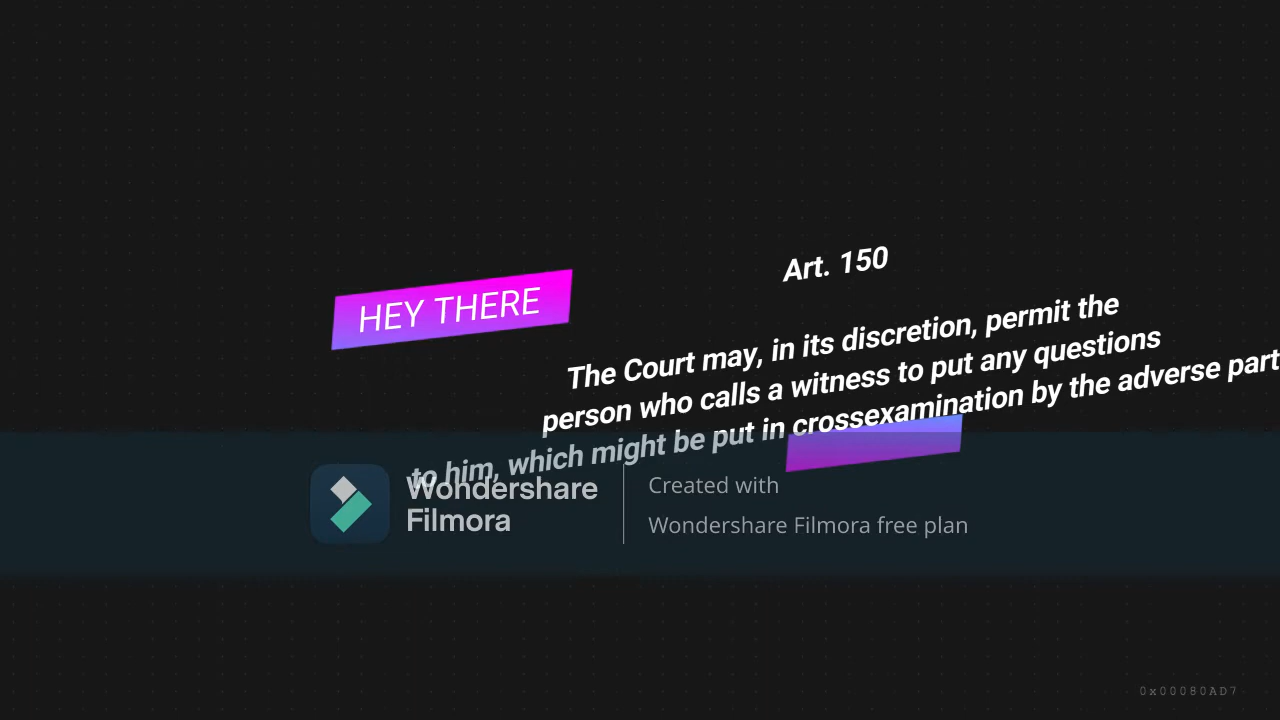 Art. 150
HEY THERE
The Court may, in its discretion, permit the
person who calls a witness to put any questions
to him, which might be put in crossexamination by the adverse part
Wondershare
Filmora
Created with
Wondershare Filmora free plan
0x00080AD7